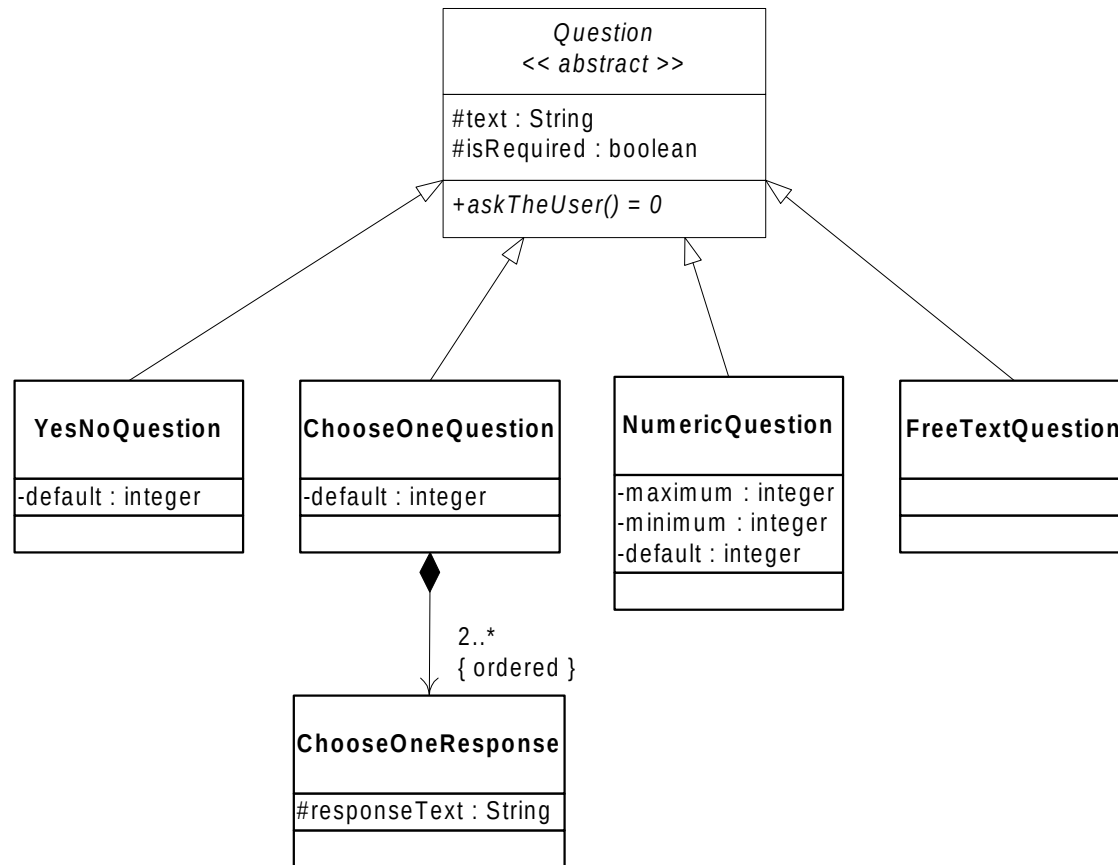 Question
<< abstract >>
#text : String
#isRequired : boolean
+askTheUser() = 0
YesNoQuestion
-default : integer
ChooseOneQuestion
-default : integer
NumericQuestion
-maximum : integer
-minimum : integer
-default : integer
FreeTextQuestion
2..*
{ ordered }
ChooseOneResponse
#responseText : String